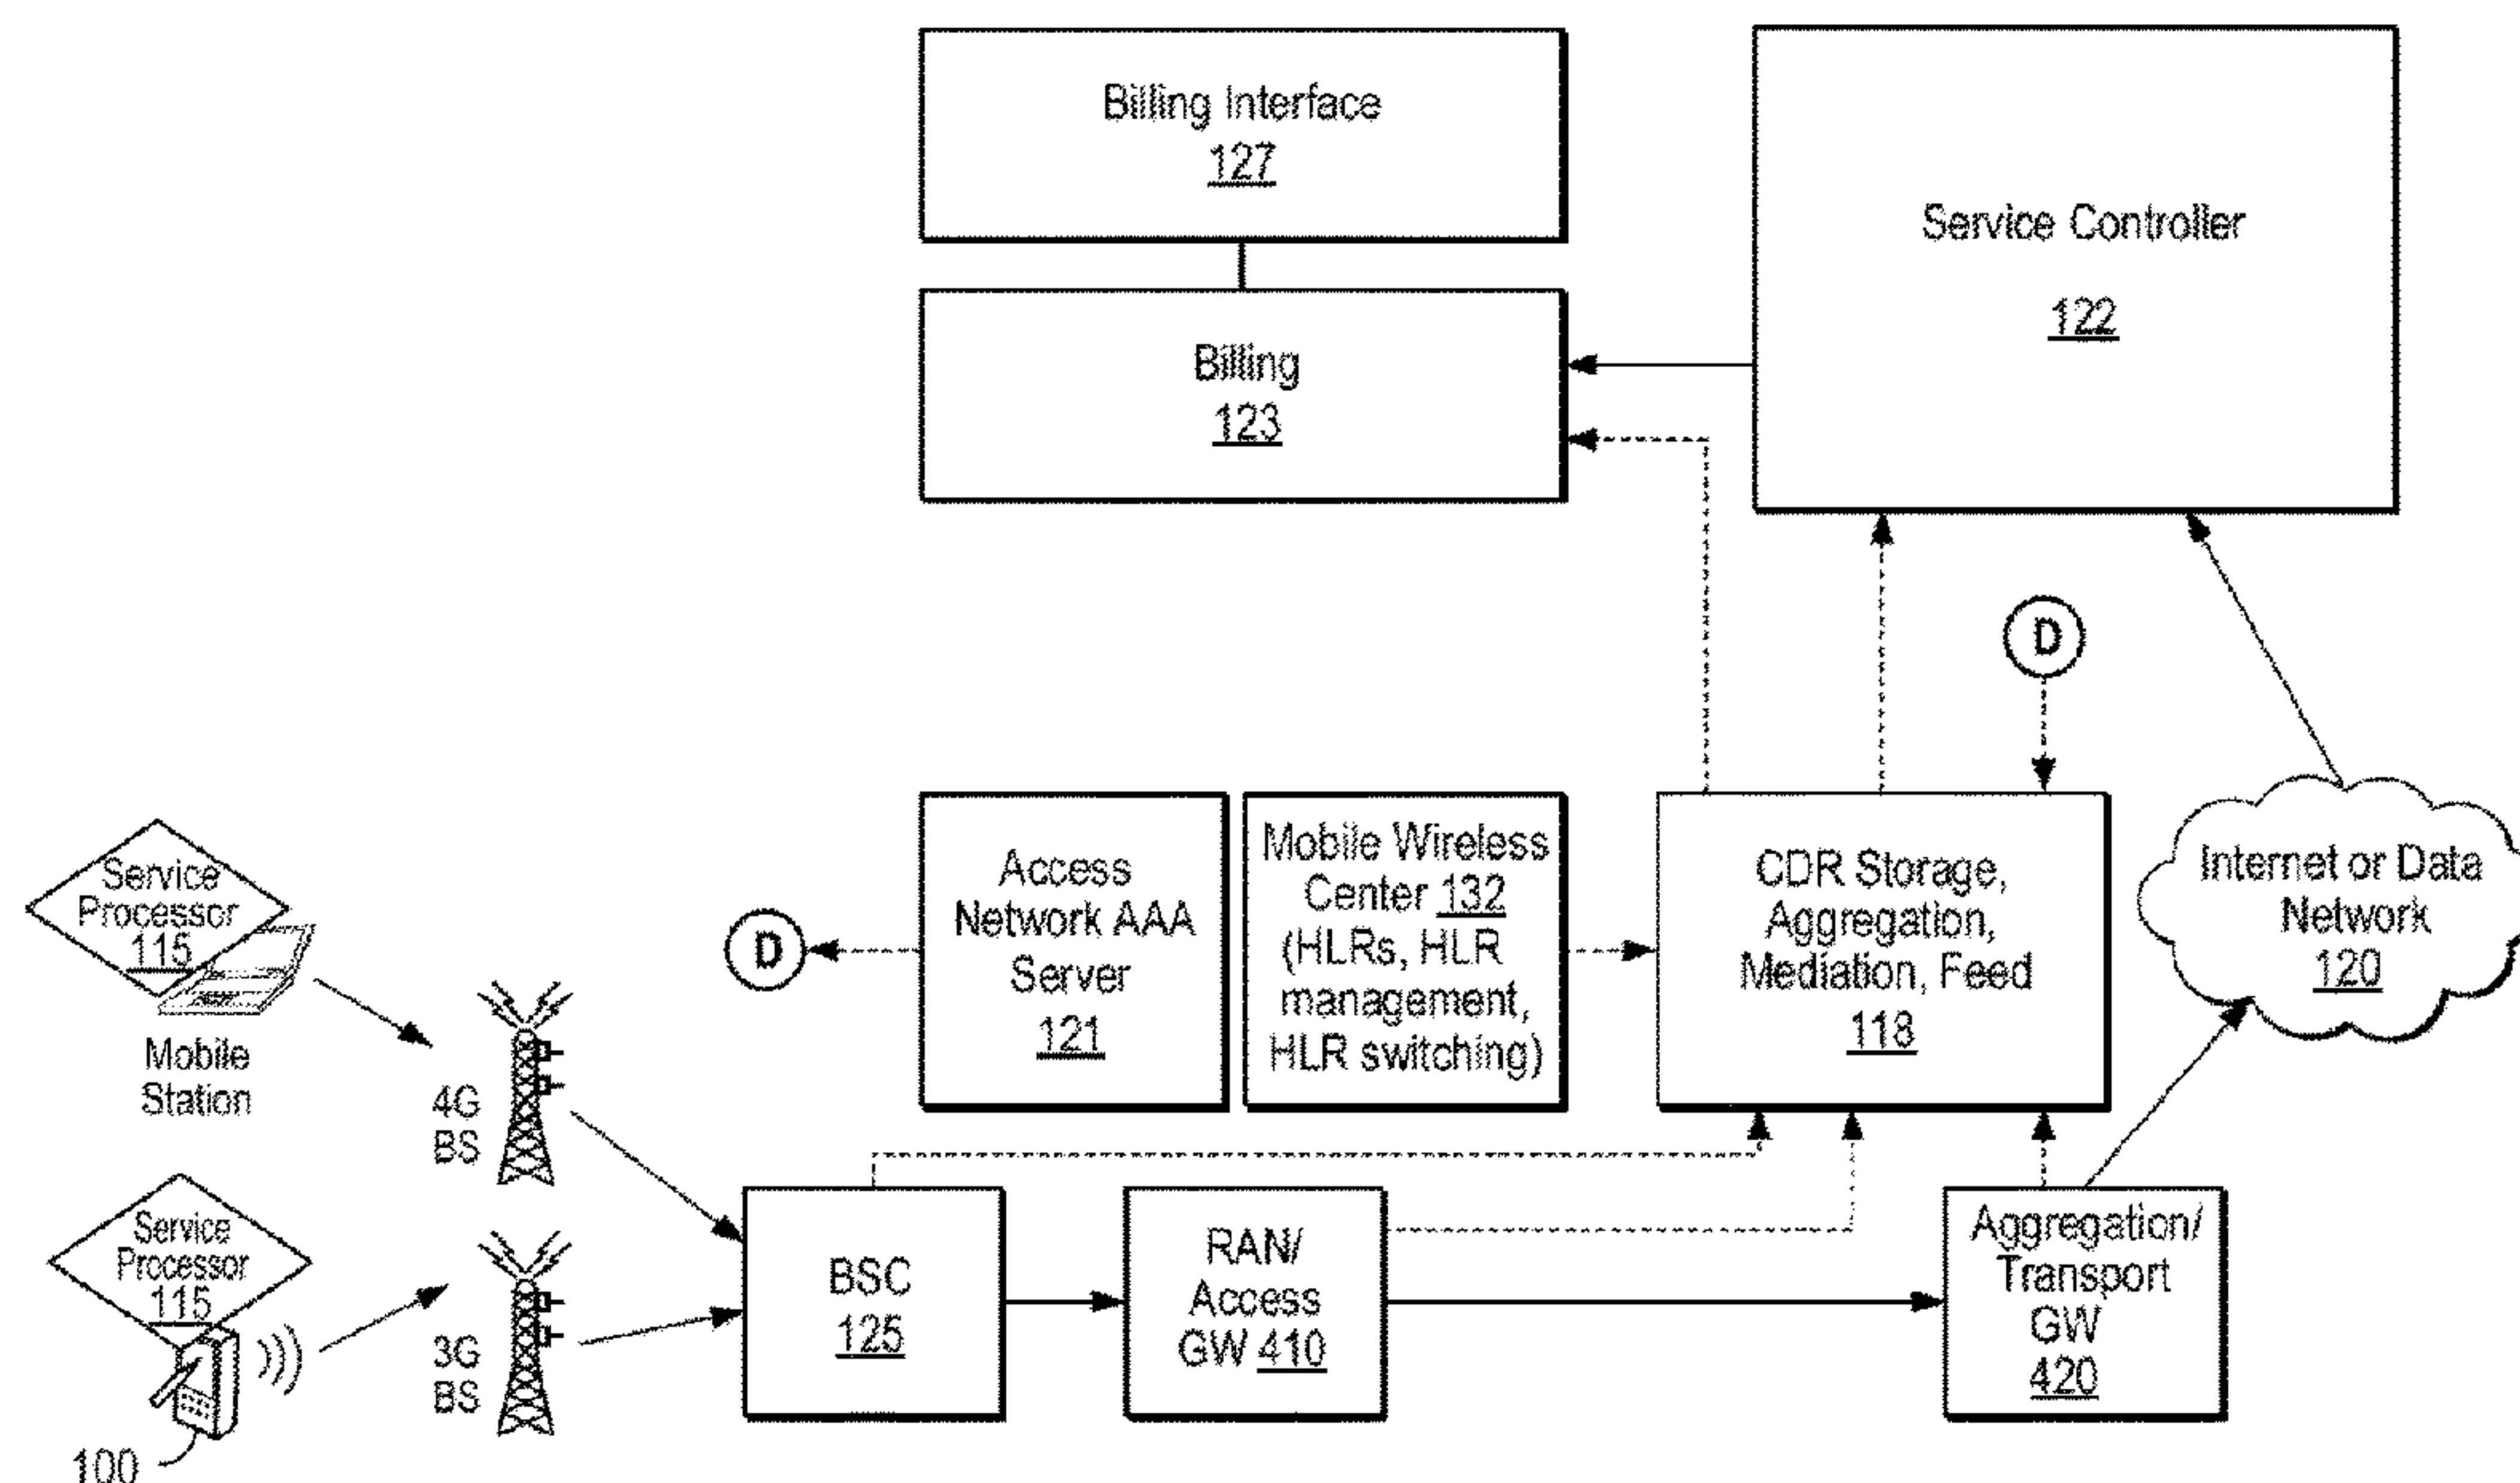 Billing Interface
127
Service Controller
122
Billing
123
D
Service
Processor
115
Mobile
Station
4G
BS
D
Access
Network AAA
Server
121
Mobile Wireless
Center 132
(HLRs, HLR
management,
HLR switching)
CDR Storage,
Aggregation,
Mediation, Feed
118
Internet or Data
Network
120
Service
Processor
115
100
3G
BS
BSC
125
RAN/
Access
GW 410
Aggregation/
Transport
GW
420